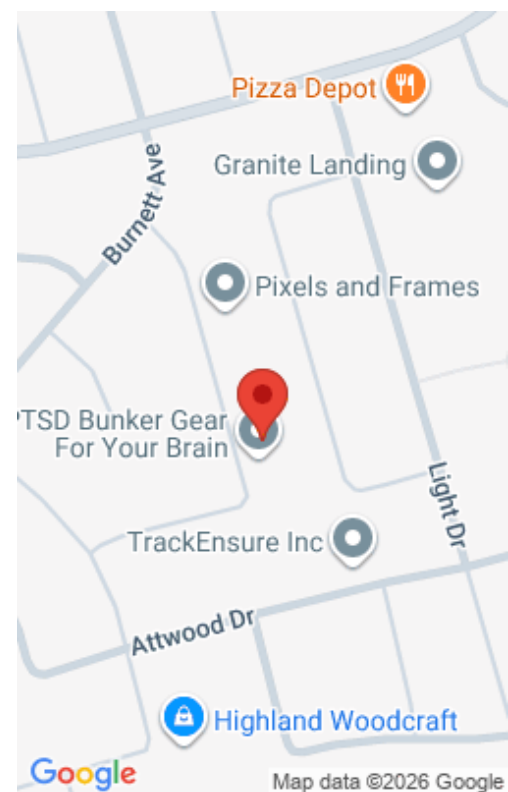 Pizza Depot
Granite Landing
Burnett Ave
Pixels and Frames
PTSD Bunker Gear
For Your Brain
Light Dr
TrackEnsure Inc
Attwood Dr
Highland Woodcraft
Google
Map data ©2026 Google